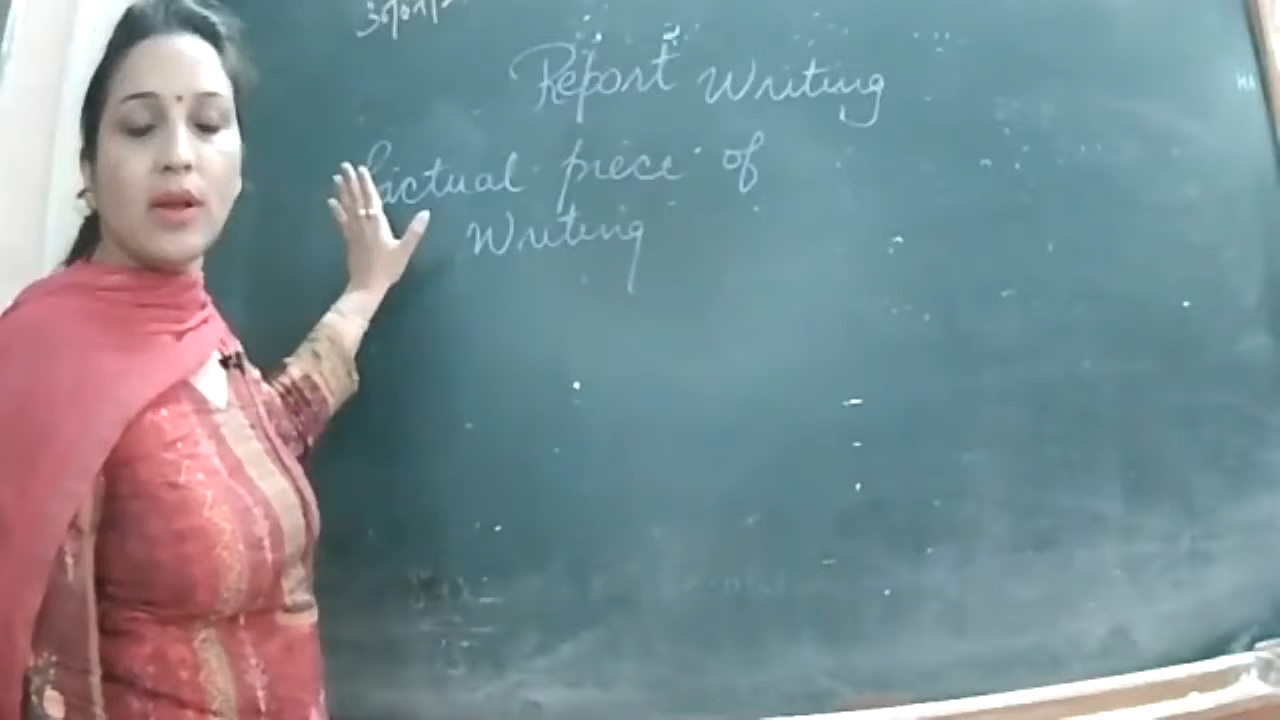 Report Writing
factual piece of
Writing